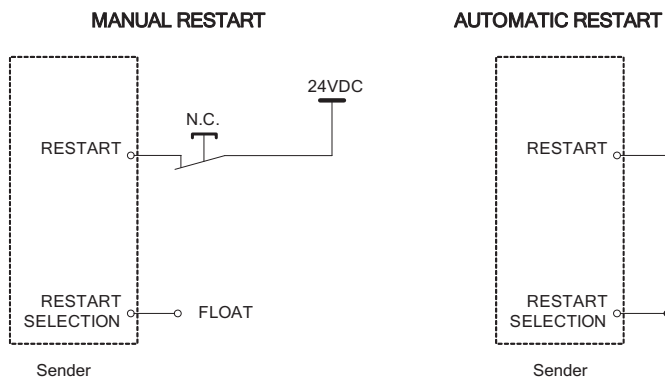 MANUAL RESTART
24VDC
N.C.
RESTART
RESTART
SELECTION
FLOAT
Sender
AUTOMATIC RESTART
RESTART
RESTART
SELECTION
Sender